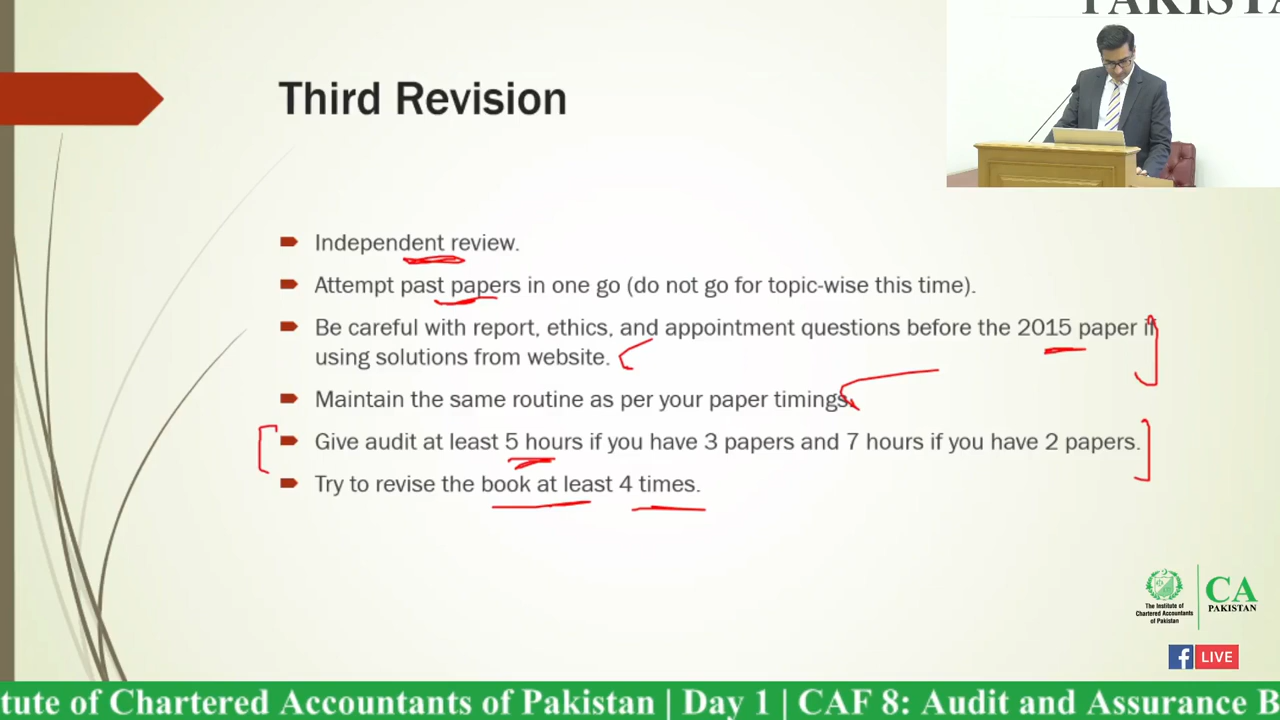 PAKISTA
Third Revision
Independent review.
Attempt past papers in one go (do not go for topic-wise this time).
Be careful with report, ethics, and appointment questions before the 2015 paper if
using solutions from website.
Maintain the same routine as per your paper timings.
Give audit at least 5 hours if you have 3 papers and 7 hours if you have 2 papers.
Try to revise the book at least 4 times.
The Institute of
Chartered Accountants
of Pakistan
CA
PAKISTAN
f LIVE
tute of Chartered Accountants of Pakistan | Day 1 | CAF 8: Audit and Assurance B